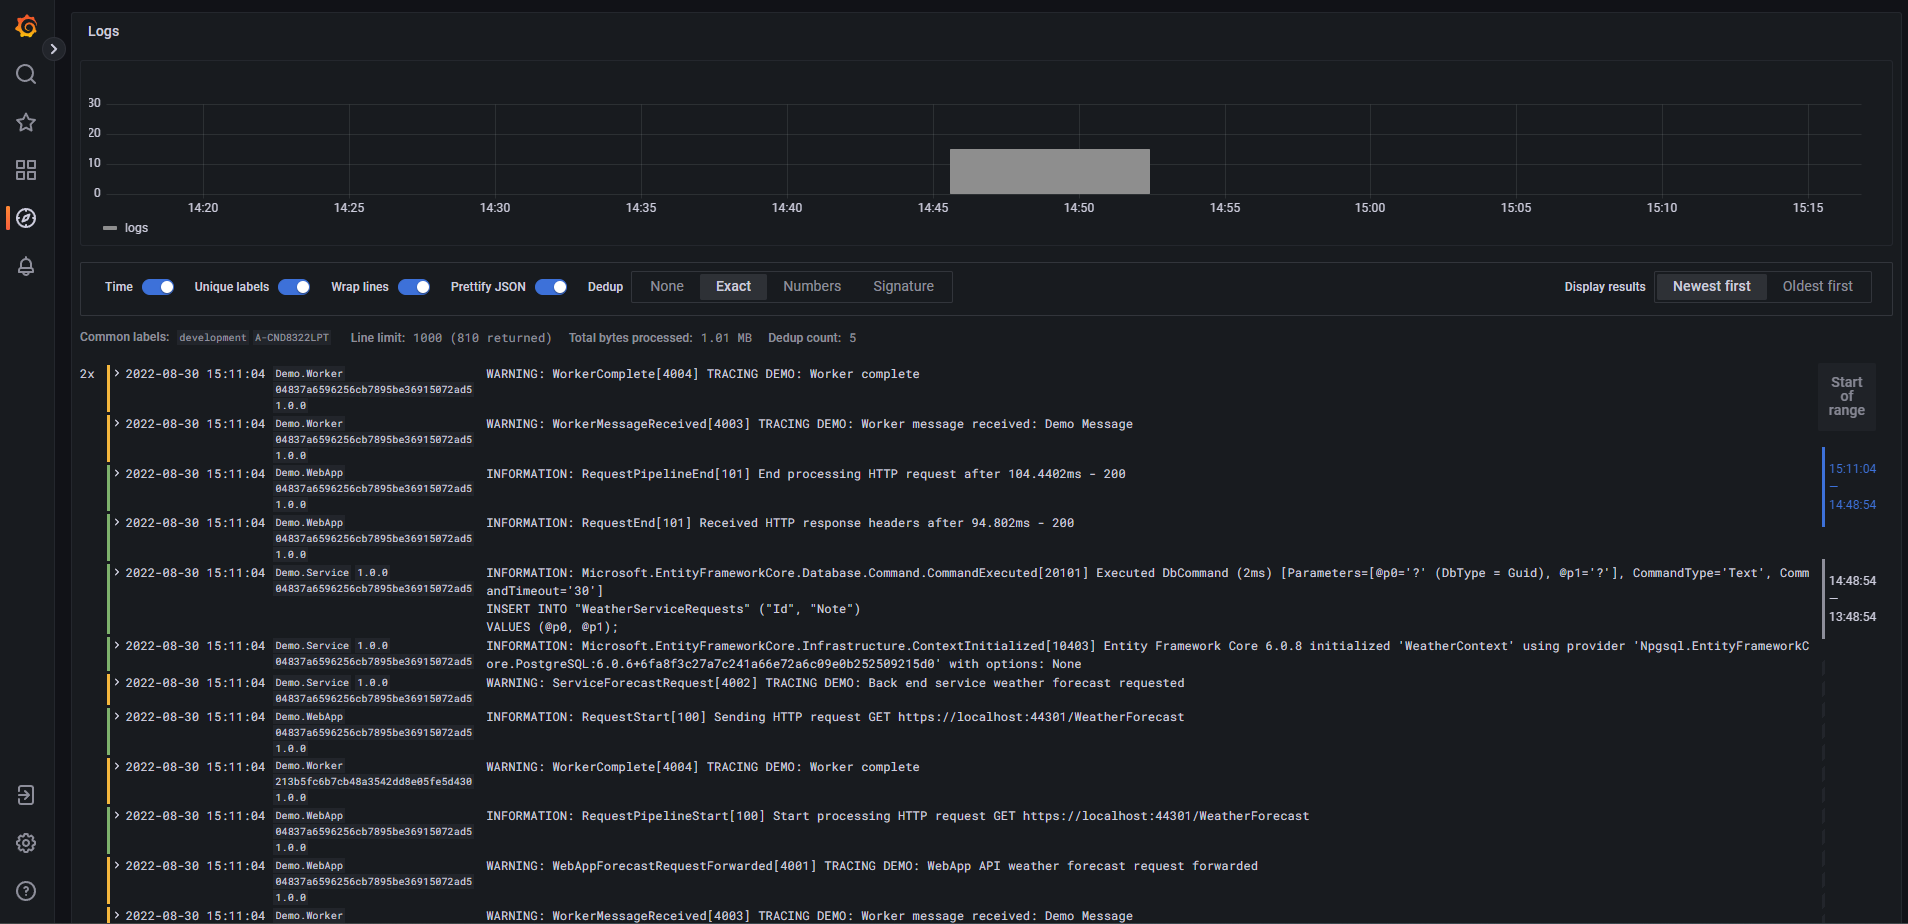 Logs
30
20
10
0
14:20 14:25 14:30 14:35 14:40 14:45 14:50 14:55 15:00 15:05 15:10 15:15
logs
Time Unique labels Wrap lines Prettify JSON Dedup None Exact Numbers Signature Display results Newest first Oldest first
Common labels: development A-CND8322LPT Line limit: 1000 (810 returned) Total bytes processed: 1.01 MB Dedup count: 5
2x > 2022-08-30 15:11:04 Demo.Worker WARNING: WorkerComplete[4004] TRACING DEMO: Worker complete
04837a6596256cb7895be36915072ad5
1.0.0
> 2022-08-30 15:11:04 Demo.Worker WARNING: WorkerMessageReceived[4003] TRACING DEMO: Worker message received: Demo Message
04837a6596256cb7895be36915072ad5
1.0.0
> 2022-08-30 15:11:04 Demo.WebApp INFORMATION: RequestPipelineEnd[101] End processing HTTP request after 104.4402ms - 200
04837a6596256cb7895be36915072ad5
1.0.0
> 2022-08-30 15:11:04 Demo.WebApp INFORMATION: RequestEnd[101] Received HTTP response headers after 94.802ms - 200
04837a6596256cb7895be36915072ad5
1.0.0
> 2022-08-30 15:11:04 Demo.Service 1.0.0 INFORMATION: Microsoft.EntityFrameworkCore.Database.Command.CommandExecuted[20101] Executed DbCommand (2ms) [Parameters=[@p0='?' (DbType = Guid), @p1='?'], CommandType='Text', Comm
04837a6596256cb7895be36915072ad5 andTimeout='30']
INSERT INTO "WeatherServiceRequests" ("Id", "Note")
VALUES (@p0, @p1);
> 2022-08-30 15:11:04 Demo.Service 1.0.0 INFORMATION: Microsoft.EntityFrameworkCore.Infrastructure.ContextInitialized[10403] Entity Framework Core 6.0.8 initialized 'WeatherContext' using provider 'Npgsql.EntityFrameworkC
04837a6596256cb7895be36915072ad5 ore.PostgreSQL:6.0.6+6fa8f3c27a7c241a66e72a6c09e0b252509215d0' with options: None
> 2022-08-30 15:11:04 Demo.Service 1.0.0 WARNING: ServiceForecastRequest[4002] TRACING DEMO: Back end service weather forecast requested
04837a6596256cb7895be36915072ad5
> 2022-08-30 15:11:04 Demo.WebApp INFORMATION: RequestStart[100] Sending HTTP request GET https://localhost:44301/WeatherForecast
04837a6596256cb7895be36915072ad5
1.0.0
> 2022-08-30 15:11:04 Demo.Worker WARNING: WorkerComplete[4004] TRACING DEMO: Worker complete
213b5fc6b7cb48a3542dd8e05fe5d430
1.0.0
> 2022-08-30 15:11:04 Demo.WebApp INFORMATION: RequestPipelineStart[100] Start processing HTTP request GET https://localhost:44301/WeatherForecast
04837a6596256cb7895be36915072ad5
1.0.0
> 2022-08-30 15:11:04 Demo.WebApp WARNING: WebAppForecastRequestForwarded[4001] TRACING DEMO: WebApp API weather forecast request forwarded
04837a6596256cb7895be36915072ad5
1.0.0
> 2022-08-30 15:11:04 Demo.Worker WARNING: WorkerMessageReceived[4003] TRACING DEMO: Worker message received: Demo Message
Start
of
range
15:11:04
—
14:48:54
14:48:54
—
13:48:54